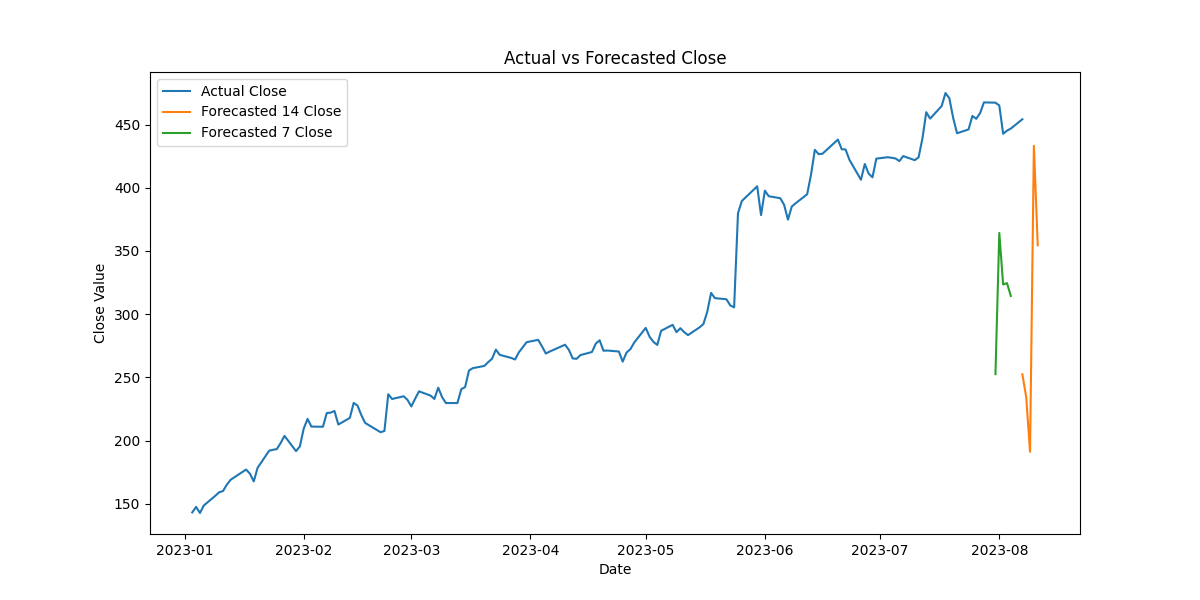 Actual vs Forecasted Close
Actual Close
Forecasted 14 Close
Forecasted 7 Close
Close Value
450
400
350
300
250
200
150
2023-01 2023-02 2023-03 2023-04 2023-05 2023-06 2023-07 2023-08
Date